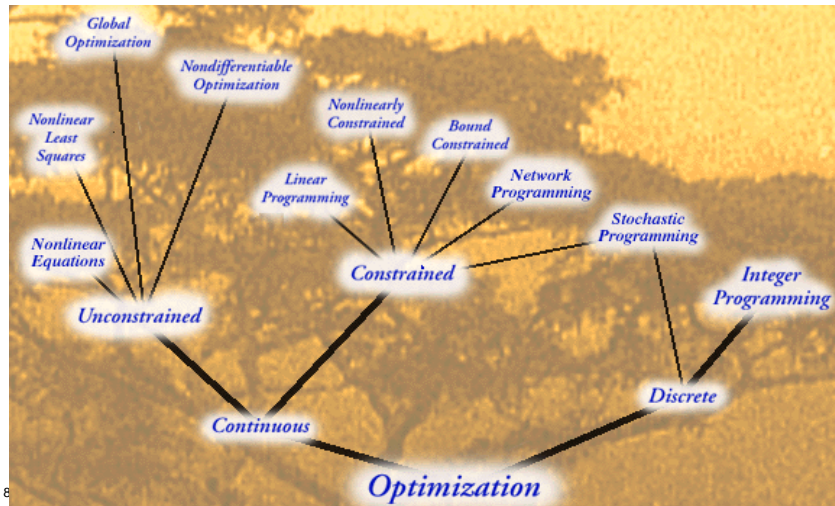 Global
Optimization
Nondifferentiable
Optimization
Nonlinear
Least
Squares
Nonlinearly
Constrained
Bound
Constrained
Linear
Programming
Network
Programming
Stochastic
Programming
Nonlinear
Equations
Constrained
Integer
Programming
Unconstrained
Discrete
Continuous
Optimization
8